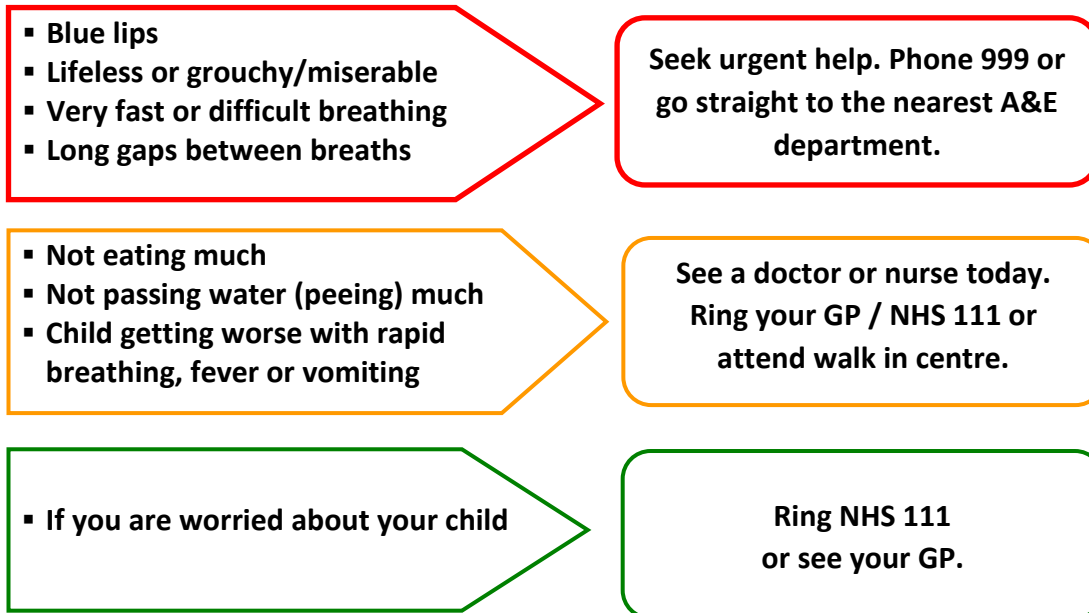 ▪ Blue lips
▪ Lifeless or grouchy/miserable
▪ Very fast or difficult breathing
▪ Long gaps between breaths
Seek urgent help. Phone 999 or
go straight to the nearest A&E
department.
▪ Not eating much
▪ Not passing water (peeing) much
▪ Child getting worse with rapid
breathing, fever or vomiting
See a doctor or nurse today.
Ring your GP / NHS 111 or
attend walk in centre.
▪ If you are worried about your child
Ring NHS 111
or see your GP.